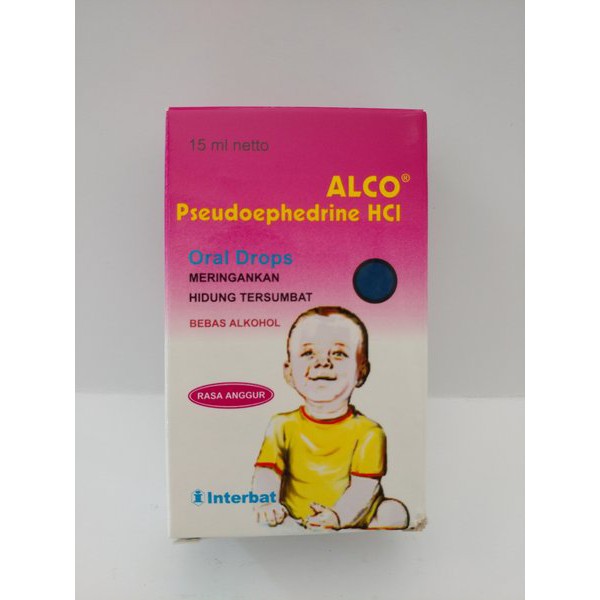 15 ml netto
ALCO®
Pseudoephedrine HCl
Oral Drops
MERINGANKAN
HIDUNG TERSUMBAT
BEBAS ALKOHOL
RASA ANGGUR
Interbat